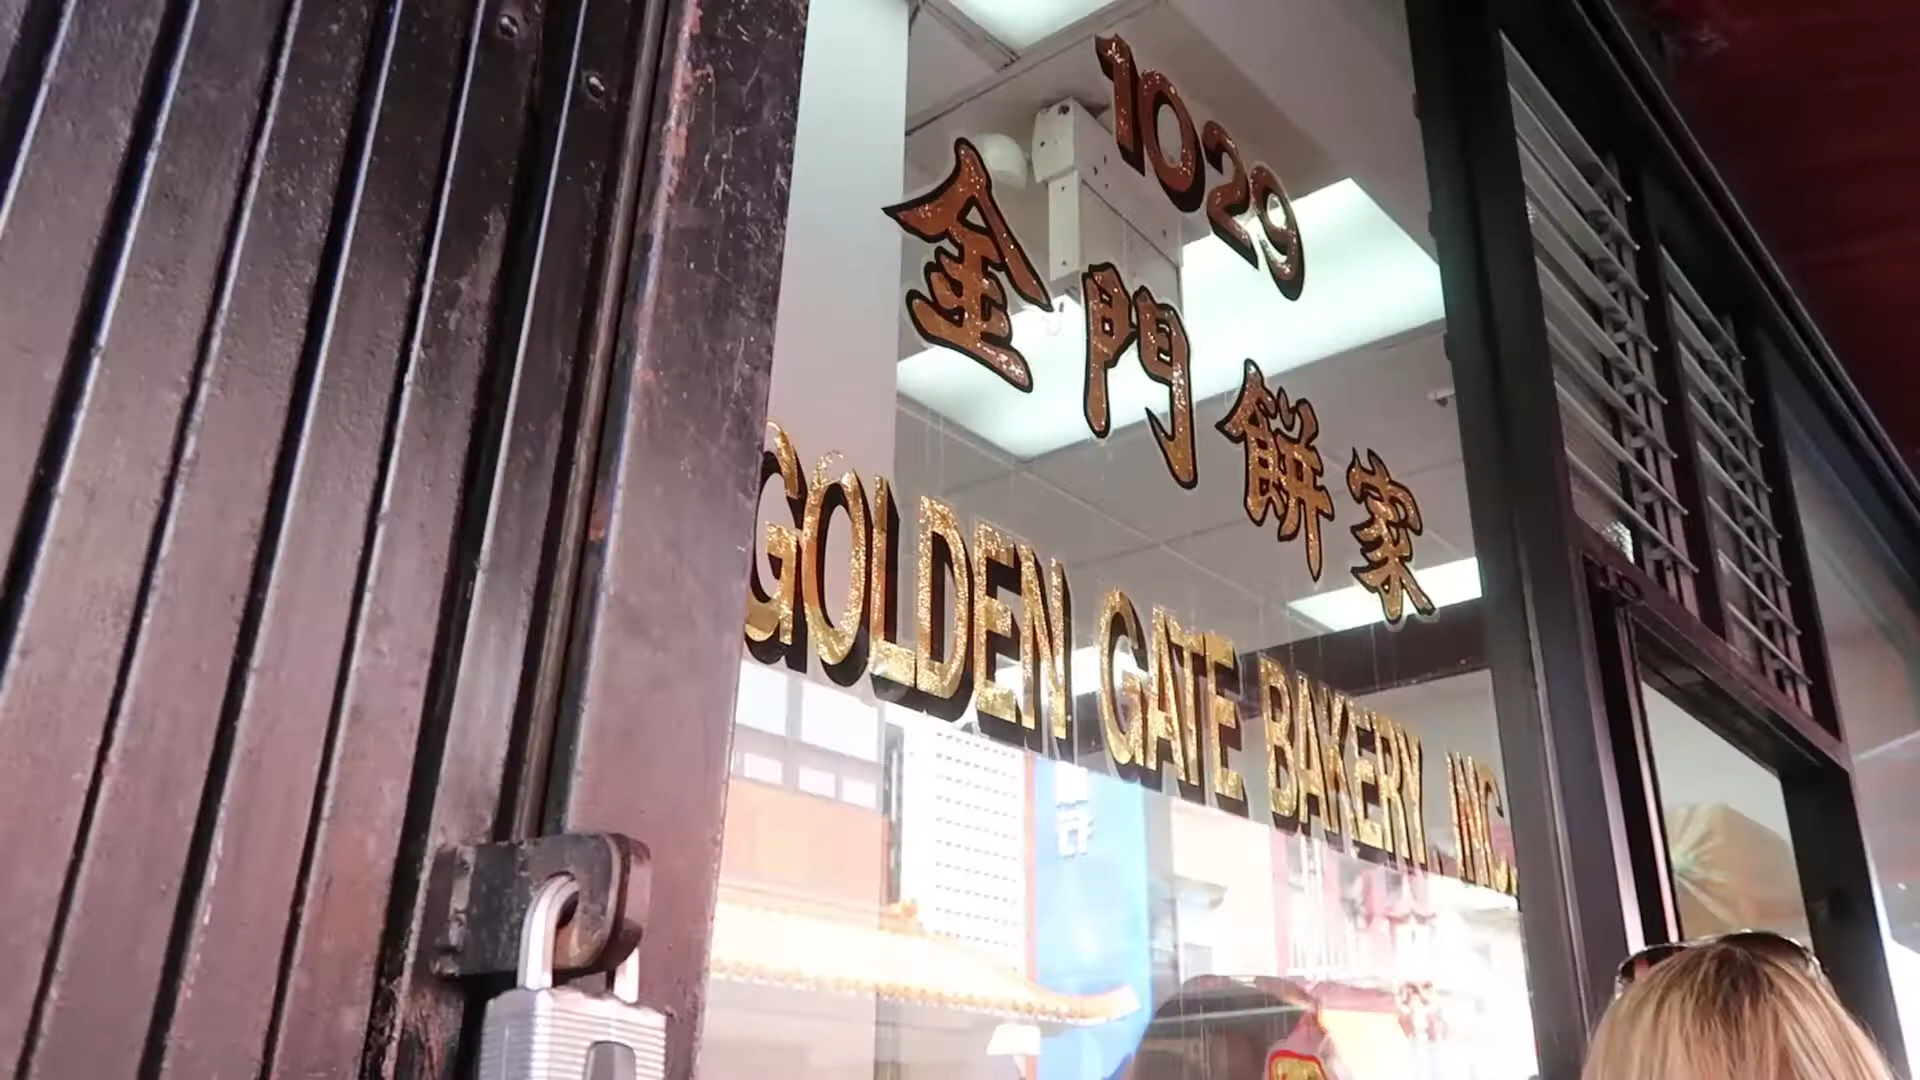 1029
金門餅家
GOLDEN GATE BAKERY, INC.